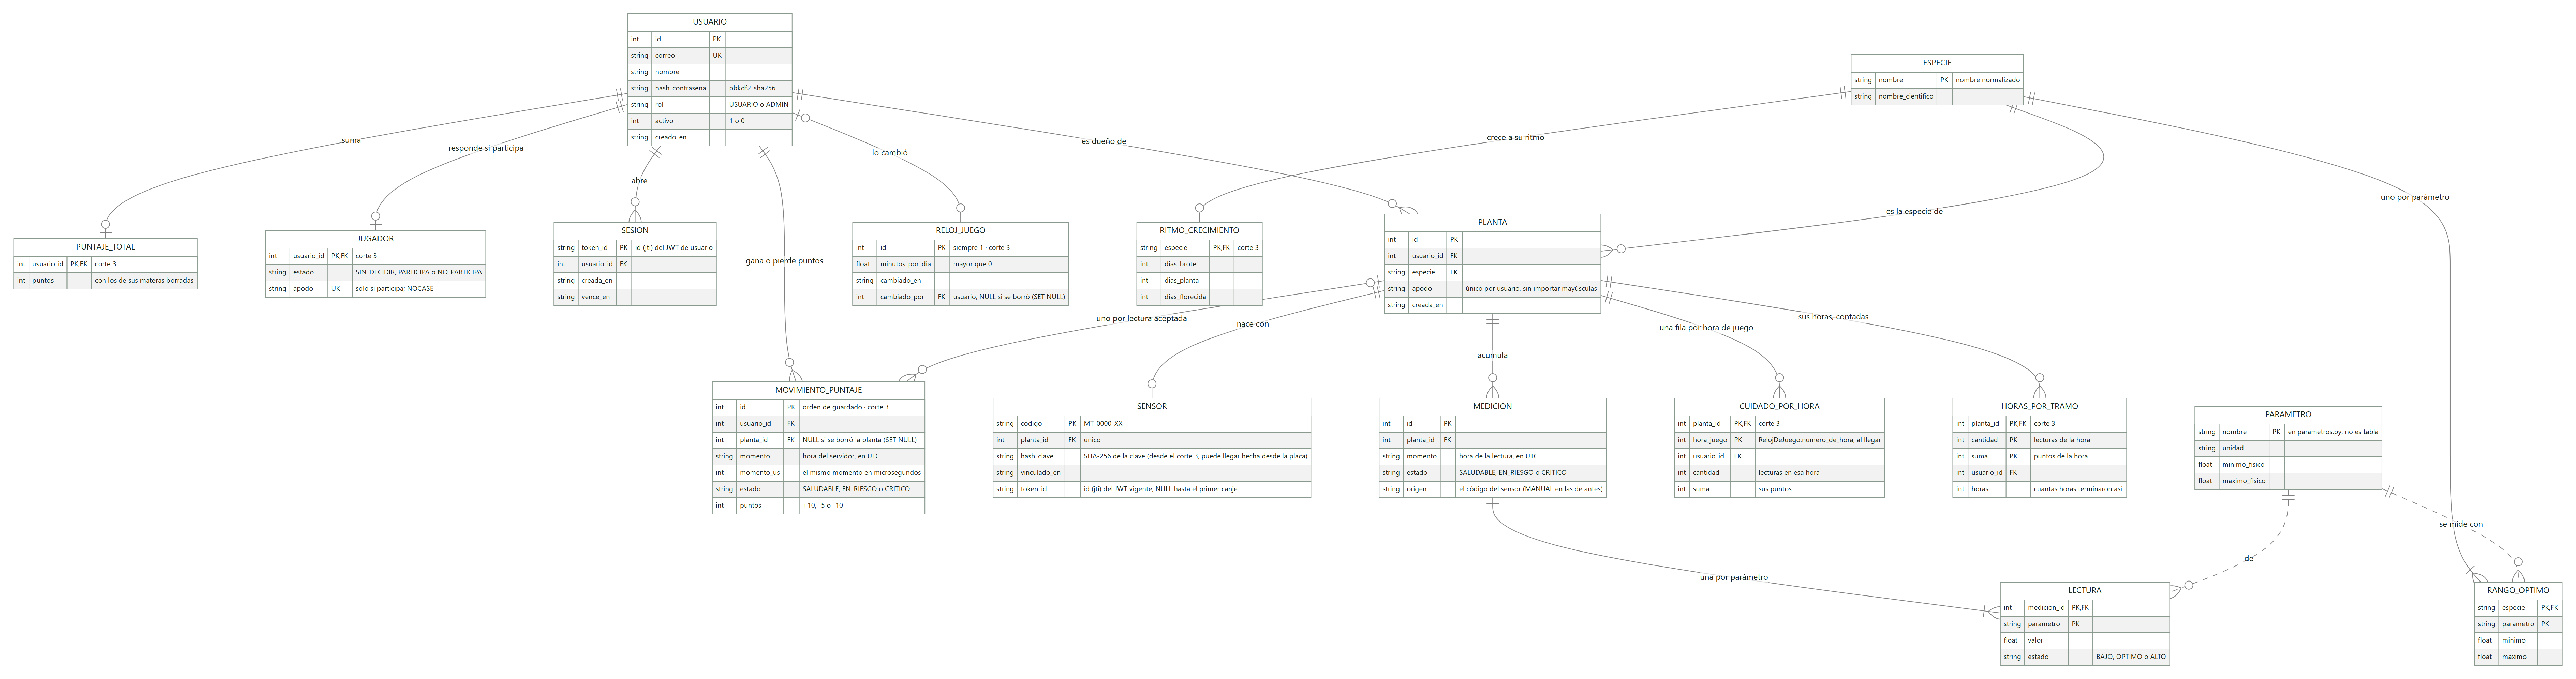 USUARIO
int id PK
string correo UK
string nombre
string hash_contrasena pbkdf2_sha256
string rol USUARIO o ADMIN
int activo 1 o 0
string creado_en
ESPECIE
string nombre PK nombre normalizado
string nombre_cientifico
suma
responde si participa
abre
gana o pierde puntos
lo cambió
es dueño de
crece a su ritmo
es la especie de
uno por parámetro
PUNTAJE_TOTAL
int usuario_id PK,FK corte 3
int puntos con los de sus materas borradas
JUGADOR
int usuario_id PK,FK corte 3
string estado SIN_DECIDIR, PARTICIPA o NO_PARTICIPA
string apodo UK solo si participa; NOCASE
SESION
string token_id PK id (jti) del JWT de usuario
int usuario_id FK
string creada_en
string vence_en
RELOJ_JUEGO
int id PK siempre 1 · corte 3
float minutos_por_dia mayor que 0
string cambiado_en
int cambiado_por FK usuario; NULL si se borró (SET NULL)
RITMO_CRECIMIENTO
string especie PK,FK corte 3
int dias_brote
int dias_planta
int dias_florecida
PLANTA
int id PK
int usuario_id FK
string especie FK
string apodo único por usuario, sin importar mayúsculas
string creada_en
uno por lectura aceptada
nace con
acumula
una fila por hora de juego
sus horas, contadas
MOVIMIENTO_PUNTAJE
int id PK orden de guardado · corte 3
int usuario_id FK
int planta_id FK NULL si se borró la planta (SET NULL)
string momento hora del servidor, en UTC
int momento_us el mismo momento en microsegundos
string estado SALUDABLE, EN_RIESGO o CRITICO
int puntos +10, -5 o -10
SENSOR
string codigo PK MT-0000-XX
int planta_id FK único
string hash_clave SHA-256 de la clave (desde el corte 3, puede llegar hecha desde la placa)
string vinculado_en
string token_id id (jti) del JWT vigente, NULL hasta el primer canje
MEDICION
int id PK
int planta_id FK
string momento hora de la lectura, en UTC
string estado SALUDABLE, EN_RIESGO o CRITICO
string origen el código del sensor (MANUAL en las de antes)
CUIDADO_POR_HORA
int planta_id PK,FK corte 3
int hora_juego PK RelojDeJuego.numero_de_hora, al llegar
int usuario_id FK
int cantidad lecturas en esa hora
int suma sus puntos
HORAS_POR_TRAMO
int planta_id PK,FK corte 3
int cantidad PK lecturas de la hora
int suma PK puntos de la hora
int usuario_id FK
int horas cuántas horas terminaron así
PARAMETRO
string nombre PK en parametros.py, no es tabla
string unidad
float minimo_fisico
float maximo_fisico
se mide con
de
una por parámetro
LECTURA
int medicion_id PK,FK
string parametro PK
float valor
string estado BAJO, OPTIMO o ALTO
RANGO_OPTIMO
string especie PK,FK
string parametro PK
float minimo
float maximo